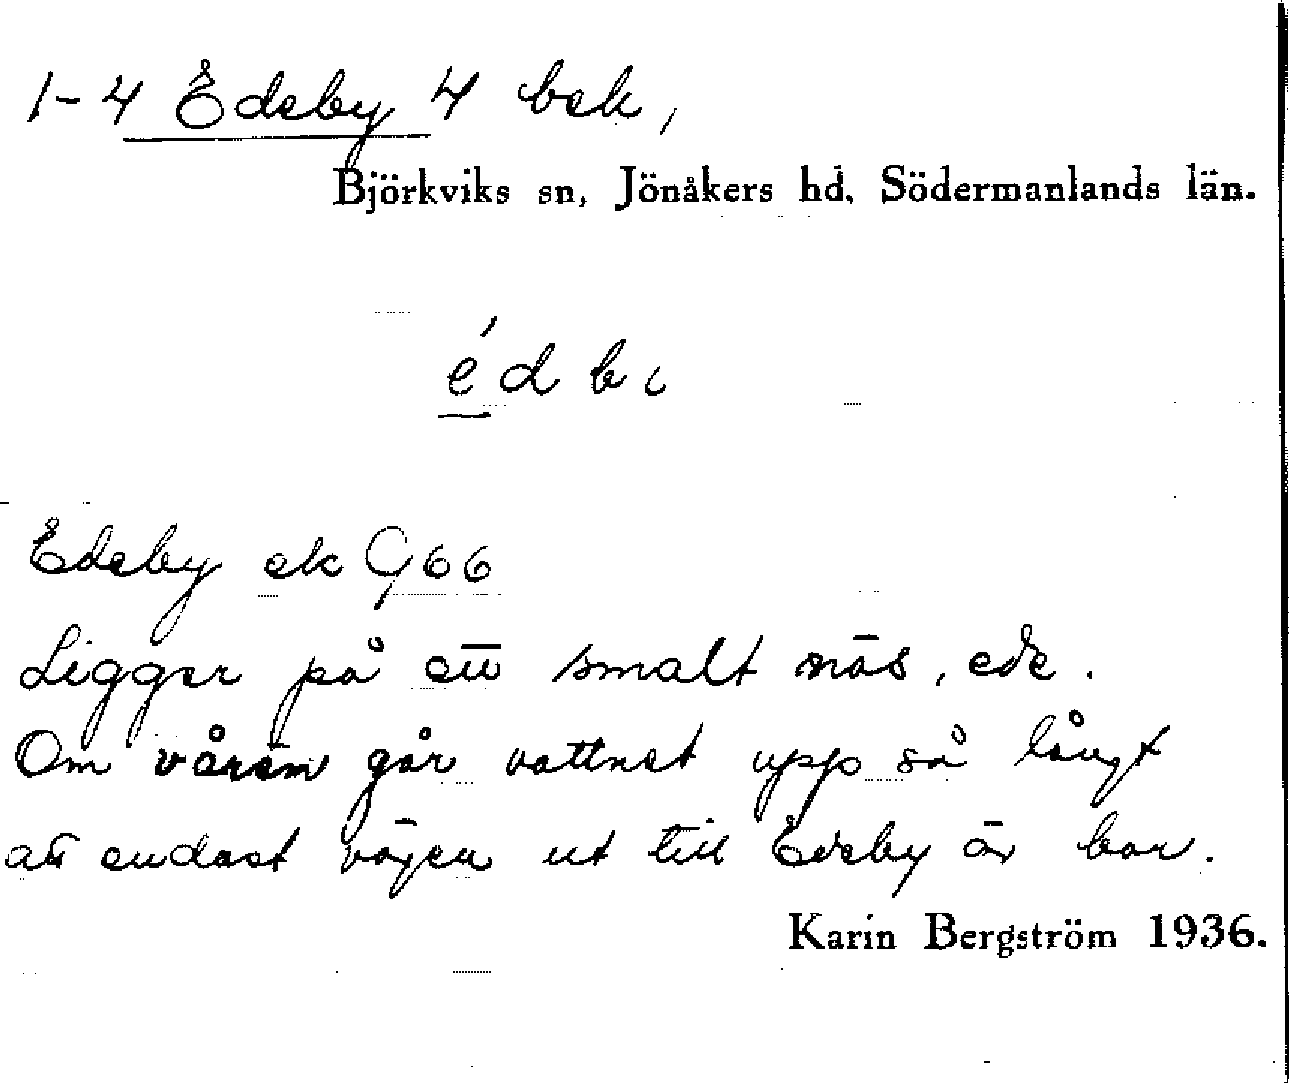 1-4 Edeby 4 bek,
Björkviks sn, Jönåkers hd, Södermanlands län.
édbi
Edeby ek G66
Ligger på ett smalt näs, ede.
Om våren går vattnet upp så långt
att endast vägen ut till Edeby är bar.
Karin Bergström 1936.